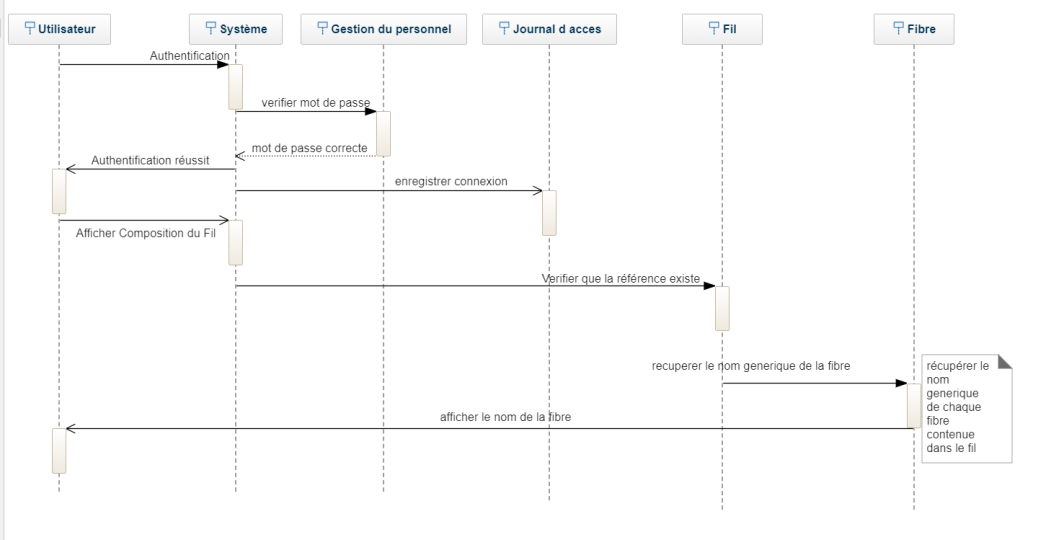 Utilisateur
Système
Gestion du personnel
Journal d acces
Fil
Fibre
Authentification
verifier mot de passe
mot de passe correcte
Authentification réussit
enregistrer connexion
Afficher Composition du Fil
Verifier que la référence existe
recuperer le nom generique de la fibre
récupérer le
nom
generique
de chaque
fibre
contenue
dans le fil
afficher le nom de la fibre